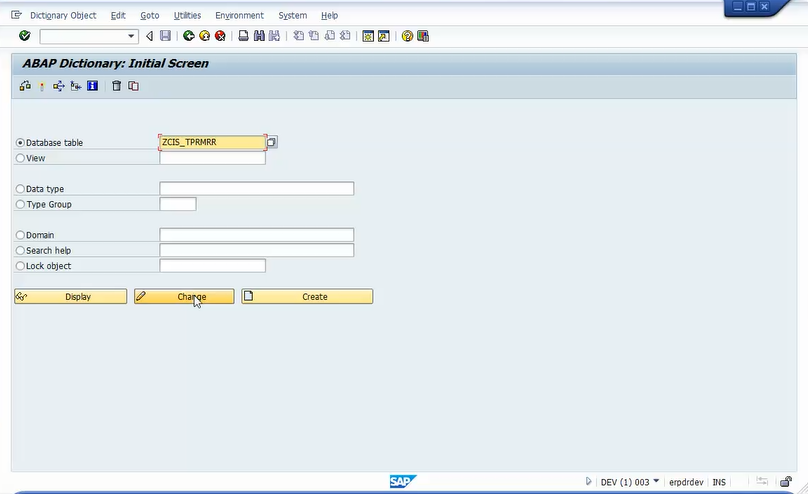 Dictionary Object Edit Goto Utilities Environment System Help
ABAP Dictionary: Initial Screen
Database table ZCIS_TPRMRR
View
Data type
Type Group
Domain
Search help
Lock object
Display Change Create
SAP DEV (1) 003 erpdrdev INS